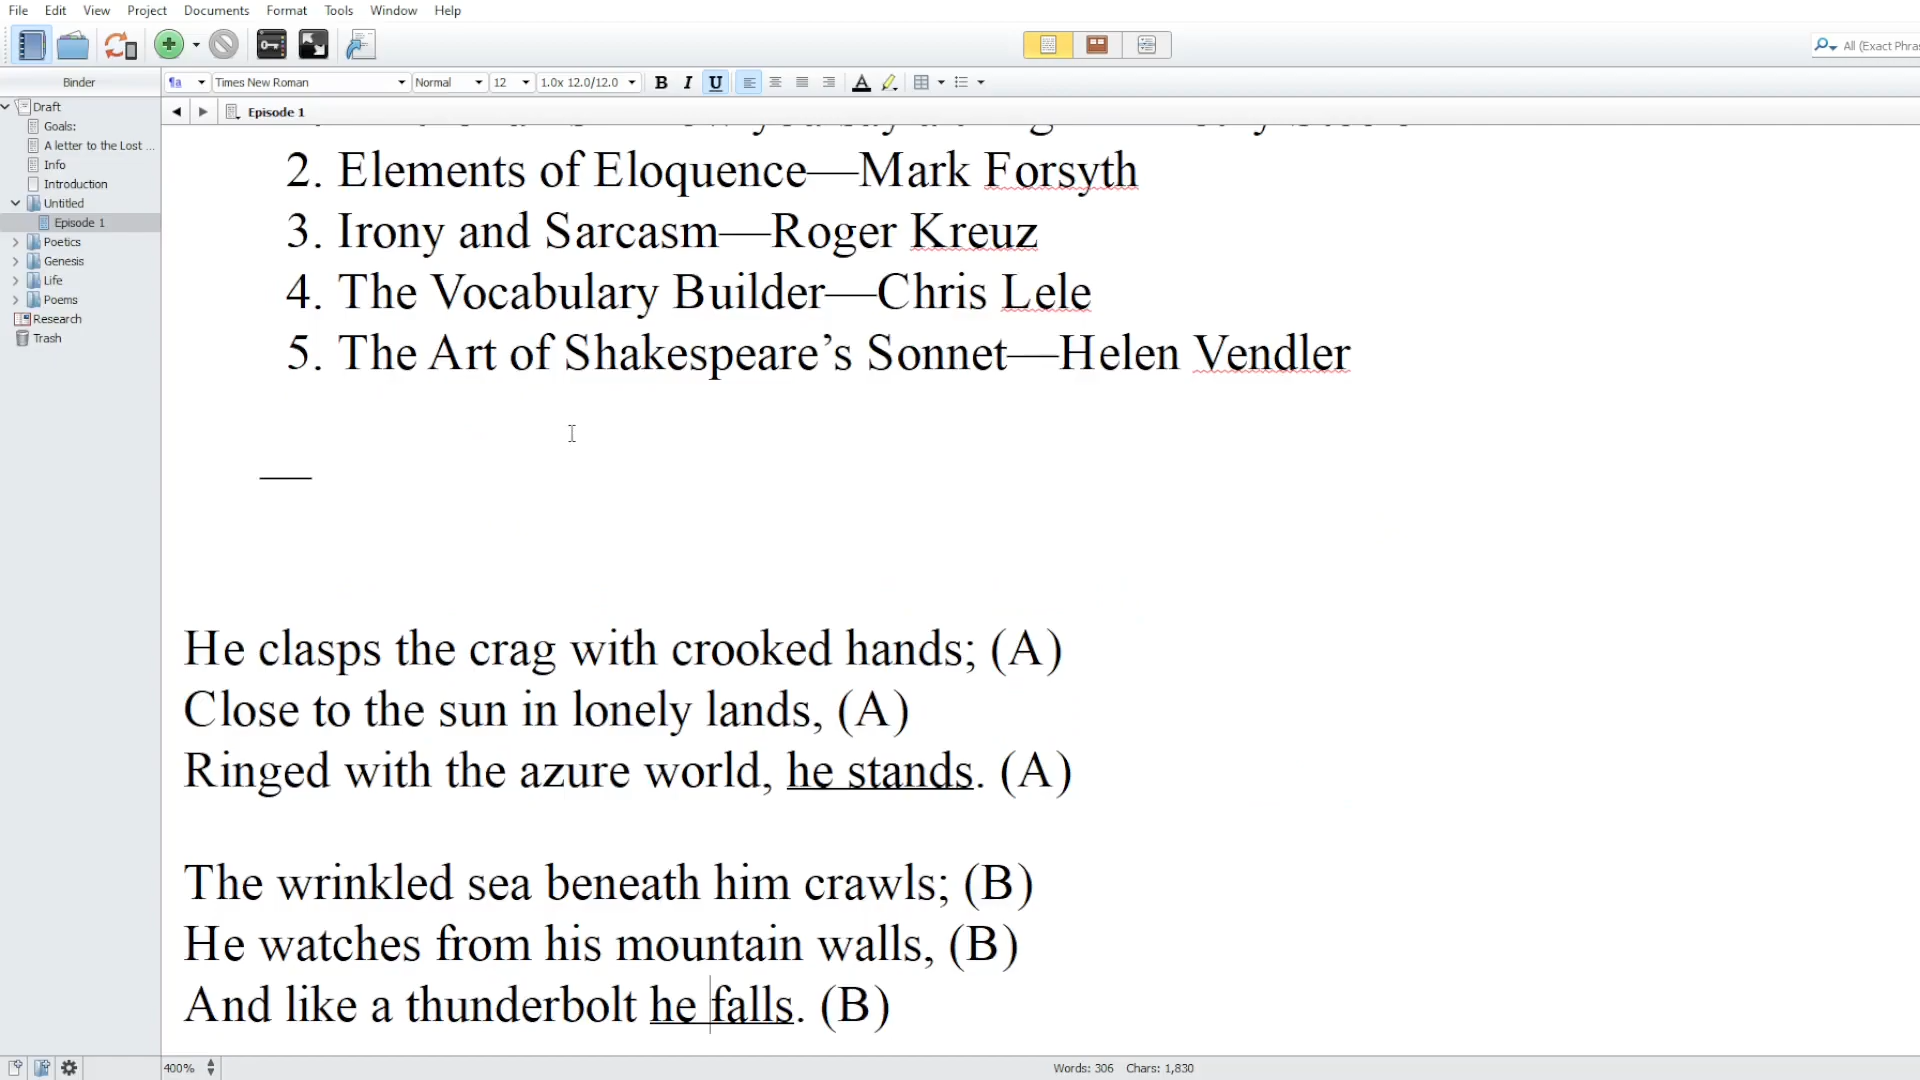 File Edit View Project Documents Format Tools Window Help
All (Exact Phras
Binder
Times New Roman Normal 12 1.0x 12.0/12.0 B I U A
Episode 1
Draft
Goals:
A letter to the Lost ...
Info
Introduction
Untitled
Episode 1
Poetics
Genesis
Life
Poems
Research
Trash
2. Elements of Eloquence—Mark Forsyth
3. Irony and Sarcasm—Roger Kreuz
4. The Vocabulary Builder—Chris Lele
5. The Art of Shakespeare’s Sonnet—Helen Vendler
—
He clasps the crag with crooked hands; (A)
Close to the sun in lonely lands, (A)
Ringed with the azure world, he stands. (A)
The wrinkled sea beneath him crawls; (B)
He watches from his mountain walls, (B)
And like a thunderbolt he falls. (B)
400% Words: 306 Chars: 1,830